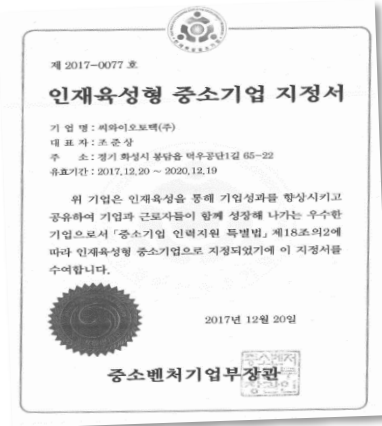 제 2017-0077 호
인재육성형 중소기업 지정서
기 업 명 : 씨와이오토텍(주)
대 표 자 : 조준상
주 소 : 경기 화성시 봉담읍 덕우공단1길 65-22
유효기간 : 2017.12.20 ~ 2020.12.19
위 기업은 인재육성을 통해 기업성과를 향상시키고
공유하여 기업과 근로자들이 함께 성장해 나가는 우수한
기업으로서 「중소기업 인력지원 특별법」 제18조의2에
따라 인재육성형 중소기업으로 지정되었기에 이 지정서를
수여합니다.
2017년 12월 20일
중소벤처기업부장관